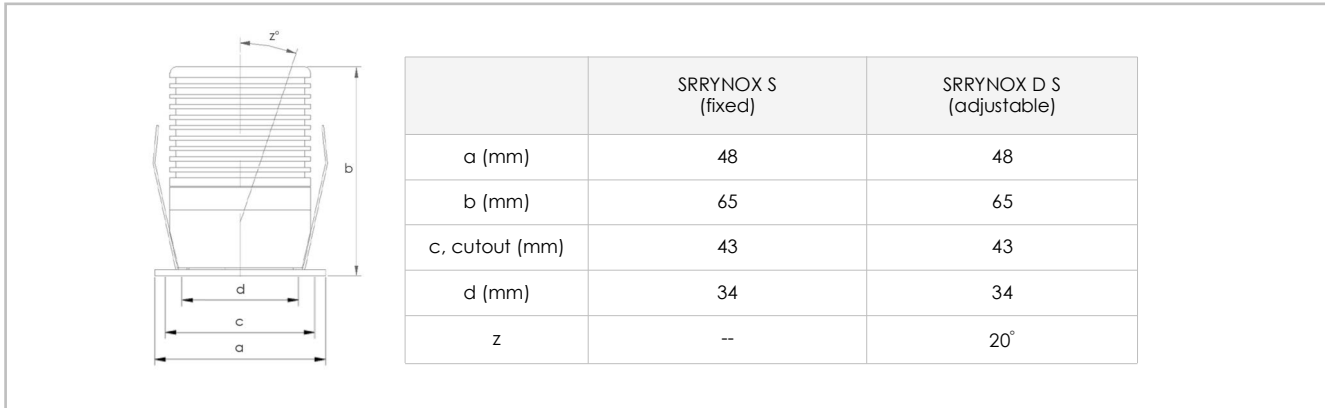 z°
b
d
c
a
SRRYNOX S
(fixed)
SRRYNOX D S
(adjustable)
a (mm) 48 48
b (mm) 65 65
c, cutout (mm) 43 43
d (mm) 34 34
z -- 20°